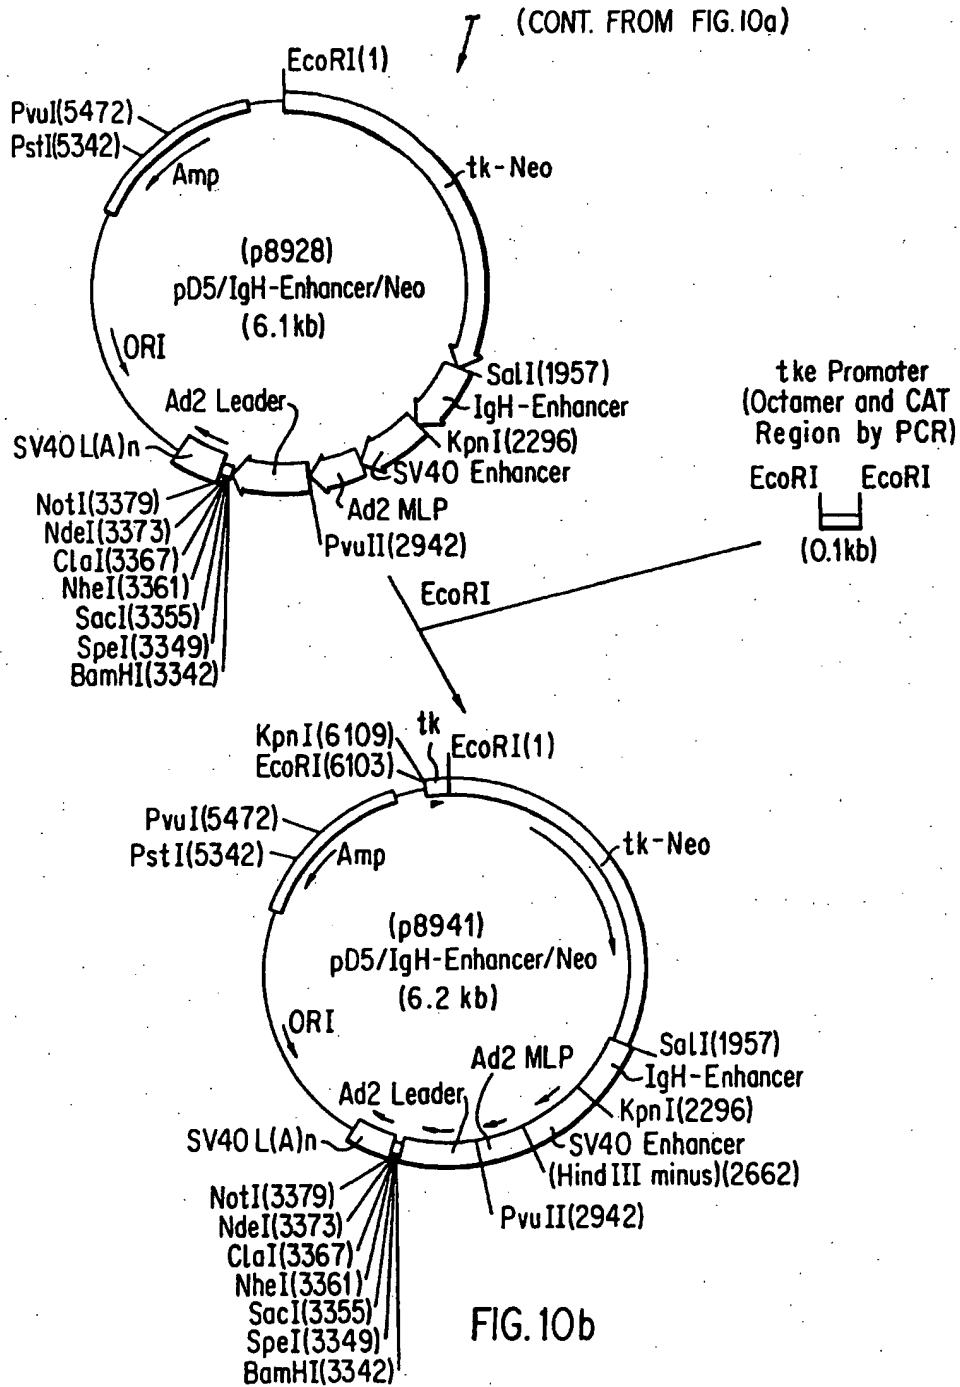 (CONT. FROM FIG.10a)
EcoRI(1)
PvuI(5472)
PstI(5342)
Amp
tk-Neo
(p8928)
pD5/IgH-Enhancer/Neo
(6.1kb)
ORI
SalI(1957)
IgH-Enhancer
KpnI(2296)
SV40 Enhancer
Ad2 Leader
SV40 L(A)n
Ad2 MLP
PvuII(2942)
NotI(3379)
NdeI(3373)
ClaI(3367)
NheI(3361)
SacI(3355)
SpeI(3349)
BamHI(3342)
tke Promoter
(Octamer and CAT
Region by PCR)
EcoRI EcoRI
(0.1kb)
EcoRI
KpnI(6109)
tk
EcoRI(6103)
EcoRI(1)
PvuI(5472)
PstI(5342)
Amp
tk-Neo
(p8941)
pD5/IgH-Enhancer/Neo
(6.2 kb)
ORI
SalI(1957)
IgH-Enhancer
KpnI(2296)
SV40 Enhancer
(Hind III minus)(2662)
Ad2 MLP
Ad2 Leader
SV40 L(A)n
PvuII(2942)
NotI(3379)
NdeI(3373)
ClaI(3367)
NheI(3361)
SacI(3355)
SpeI(3349)
BamHI(3342)
FIG. 10b